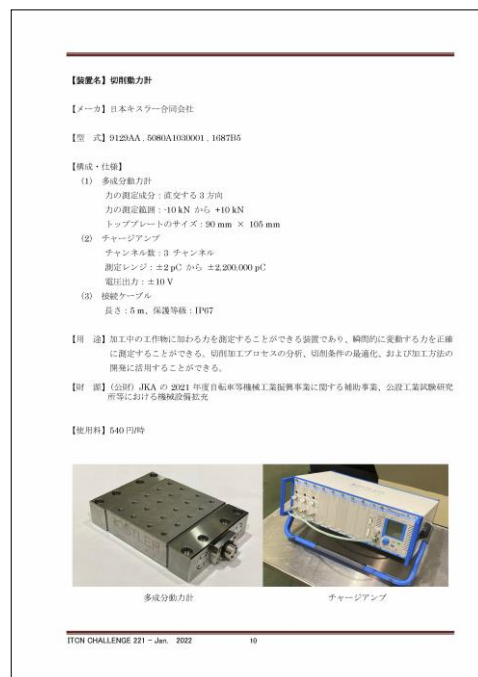 【装置名】切削動力計
【メーカ】日本キスラー合同会社
【型　式】9129AA , 5080A1030001 , 1687B5
【構成・仕様】
(1)　多成分動力計
力の測定成分：直交する 3 方向
力の測定範囲：-10 kN から +10 kN
トッププレートのサイズ：90 mm × 105 mm
(2)　チャージアンプ
チャンネル数：3 チャンネル
測定レンジ：±2 pC から ±2,200,000 pC
電圧出力：±10 V
(3)　接続ケーブル
長さ：5 m、保護等級：IP67
【用　途】加工中の工作物に加わる力を測定することができる装置であり、瞬間的に変動する力を正確
に測定することができる。切削加工プロセスの分析、切削条件の最適化、および加工方法の
開発に活用することができる。
【財　源】(公財) JKA の 2021 年度自転車等機械工業振興事業に関する補助事業、公設工業試験研究
所等における機械設備拡充
【使用料】540 円/時
KISTLER
多成分動力計
チャージアンプ
ITCN CHALLENGE 221 – Jan. 2022
10